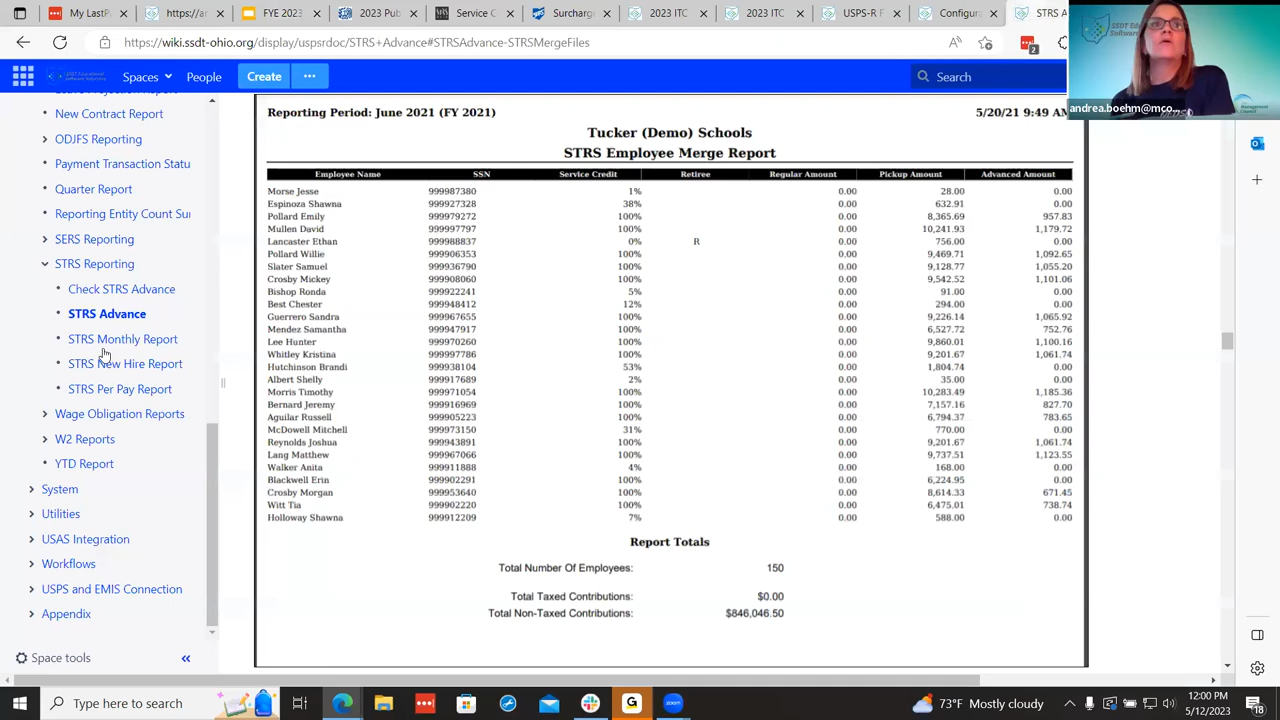 My LastP
FYE 2023
2023 Pub
Service C
Surcharg
2023 ITC
2023 ITC
USPS-R F
Configur
STRS A
https://wiki.ssdt-ohio.org/display/uspsrdoc/STRS+Advance#STRSAdvance-STRSMergeFiles
2
Spaces People Create ··· Search
andrea.boehm@mco...
New Contract Report
ODJFS Reporting
Payment Transaction Statu
Quarter Report
Reporting Entity Count Sur
SERS Reporting
STRS Reporting
Check STRS Advance
STRS Advance
STRS Monthly Report
STRS New Hire Report
STRS Per Pay Report
Wage Obligation Reports
W2 Reports
YTD Report
System
Utilities
USAS Integration
Workflows
USPS and EMIS Connection
Appendix
Space tools
Reporting Period: June 2021 (FY 2021) 5/20/21 9:49 AM
Tucker (Demo) Schools
STRS Employee Merge Report
Employee Name SSN Service Credit Retiree Regular Amount Pickup Amount Advanced Amount
Morse Jesse 999987380 1% 0.00 28.00 0.00
Espinoza Shawna 999927328 38% 0.00 632.91 0.00
Pollard Emily 999979272 100% 0.00 8,365.69 957.83
Mullen David 999997797 100% 0.00 10,241.93 1,179.72
Lancaster Ethan 999988837 0% R 0.00 756.00 0.00
Pollard Willie 999906353 100% 0.00 9,469.71 1,092.65
Slater Samuel 999936790 100% 0.00 9,128.77 1,055.20
Crosby Mickey 999908060 100% 0.00 9,542.52 1,101.06
Bishop Ronda 999922241 5% 0.00 91.00 0.00
Best Chester 999948412 12% 0.00 294.00 0.00
Guerrero Sandra 999967655 100% 0.00 9,226.14 1,065.92
Mendez Samantha 999947917 100% 0.00 6,527.72 752.76
Lee Hunter 999970260 100% 0.00 9,860.01 1,100.16
Whitley Kristina 999997786 100% 0.00 9,201.67 1,061.74
Hutchinson Brandi 999938104 53% 0.00 1,804.74 0.00
Albert Shelly 999917689 2% 0.00 35.00 0.00
Morris Timothy 999971054 100% 0.00 10,283.49 1,185.36
Bernard Jeremy 999916969 100% 0.00 7,157.16 827.70
Aguilar Russell 999905223 100% 0.00 6,794.37 783.65
McDowell Mitchell 999973150 31% 0.00 770.00 0.00
Reynolds Joshua 999943891 100% 0.00 9,201.67 1,061.74
Lang Matthew 999967066 100% 0.00 9,737.51 1,123.55
Walker Anita 999911888 4% 0.00 168.00 0.00
Blackwell Erin 999902291 100% 0.00 6,224.95 0.00
Crosby Morgan 999953640 100% 0.00 8,614.33 671.45
Witt Tia 999902220 100% 0.00 6,475.01 738.74
Holloway Shawna 999912209 7% 0.00 588.00 0.00
Report Totals
Total Number Of Employees: 150
Total Taxed Contributions: $0.00
Total Non-Taxed Contributions: $846,046.50
Type here to search
73°F Mostly cloudy
12:00 PM
5/12/2023
18